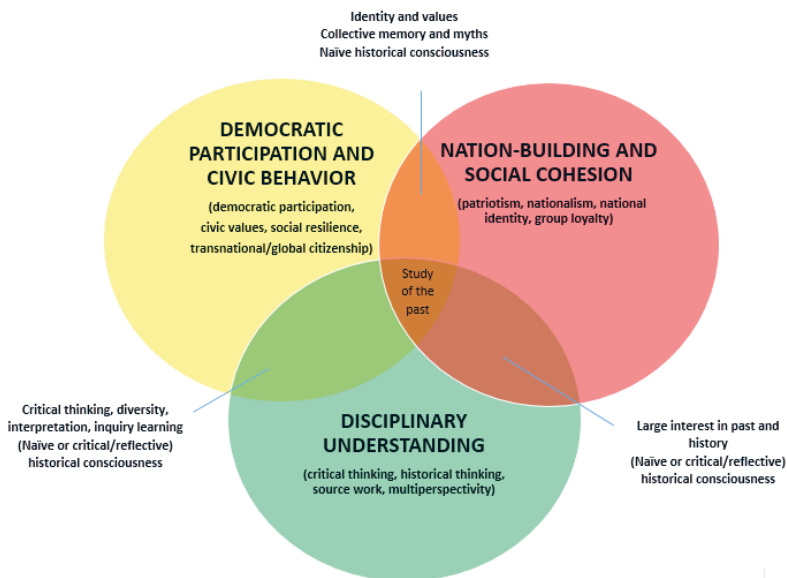 Identity and values
Collective memory and myths
Naïve historical consciousness
DEMOCRATIC
PARTICIPATION AND
CIVIC BEHAVIOR
(democratic participation,
civic values, social resilience,
transnational/global citizenship)
NATION-BUILDING AND
SOCIAL COHESION
(patriotism, nationalism, national
identity, group loyalty)
Study
of the
past
Critical thinking, diversity,
interpretation, inquiry learning
(Naïve or critical/reflective)
historical consciousness
DISCIPLINARY
UNDERSTANDING
(critical thinking, historical thinking,
source work, multiperspectivity)
Large interest in past and
history
(Naïve or critical/reflective)
historical consciousness